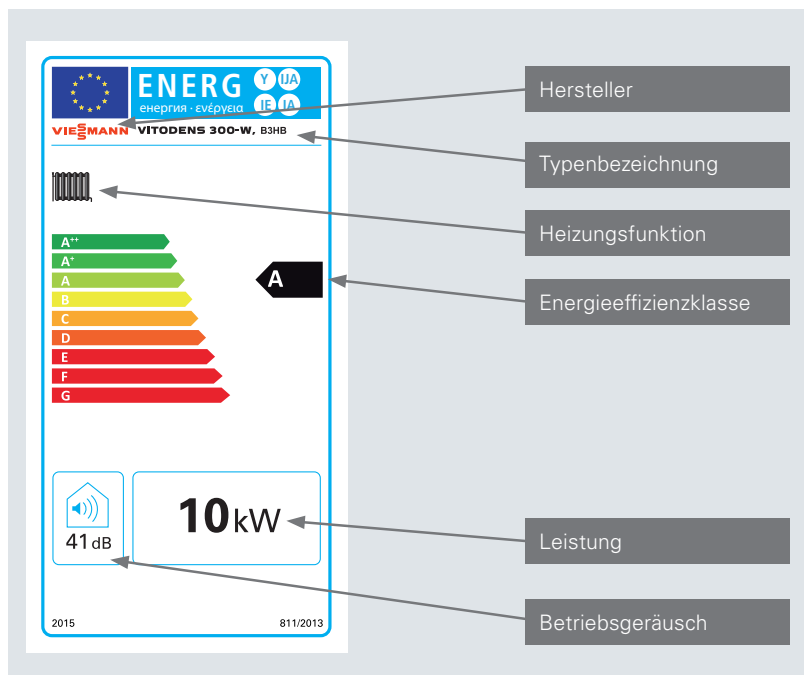 ENERG Y IJA
енергия · ενέργεια IE IA
VIESSMANN VITODENS 300-W, B3HB
A++
A+
A
B
C
D
E
F
G
A
41 dB
10 kW
2015 811/2013
Hersteller
Typenbezeichnung
Heizungsfunktion
Energieeffizienzklasse
Leistung
Betriebsgeräusch